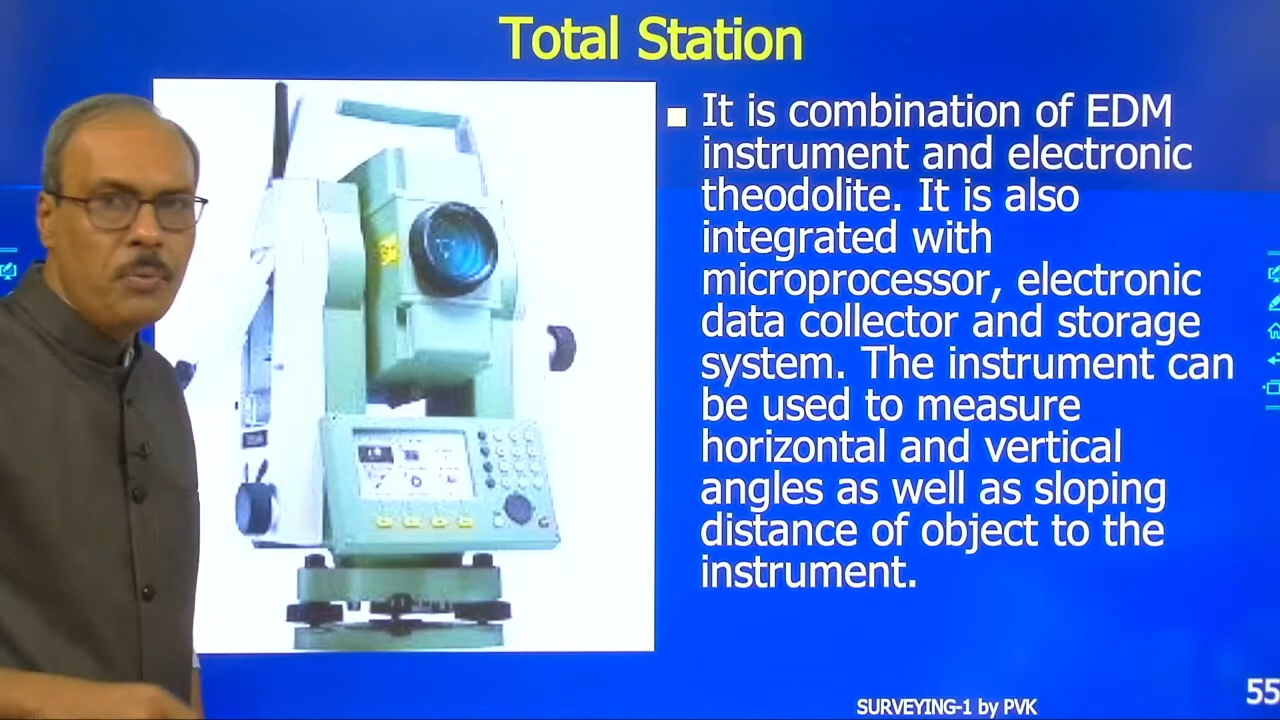 Total Station
It is combination of EDM
instrument and electronic
theodolite. It is also
integrated with
microprocessor, electronic
data collector and storage
system. The instrument can
be used to measure
horizontal and vertical
angles as well as sloping
distance of object to the
instrument.
SURVEYING-1 by PVK
55